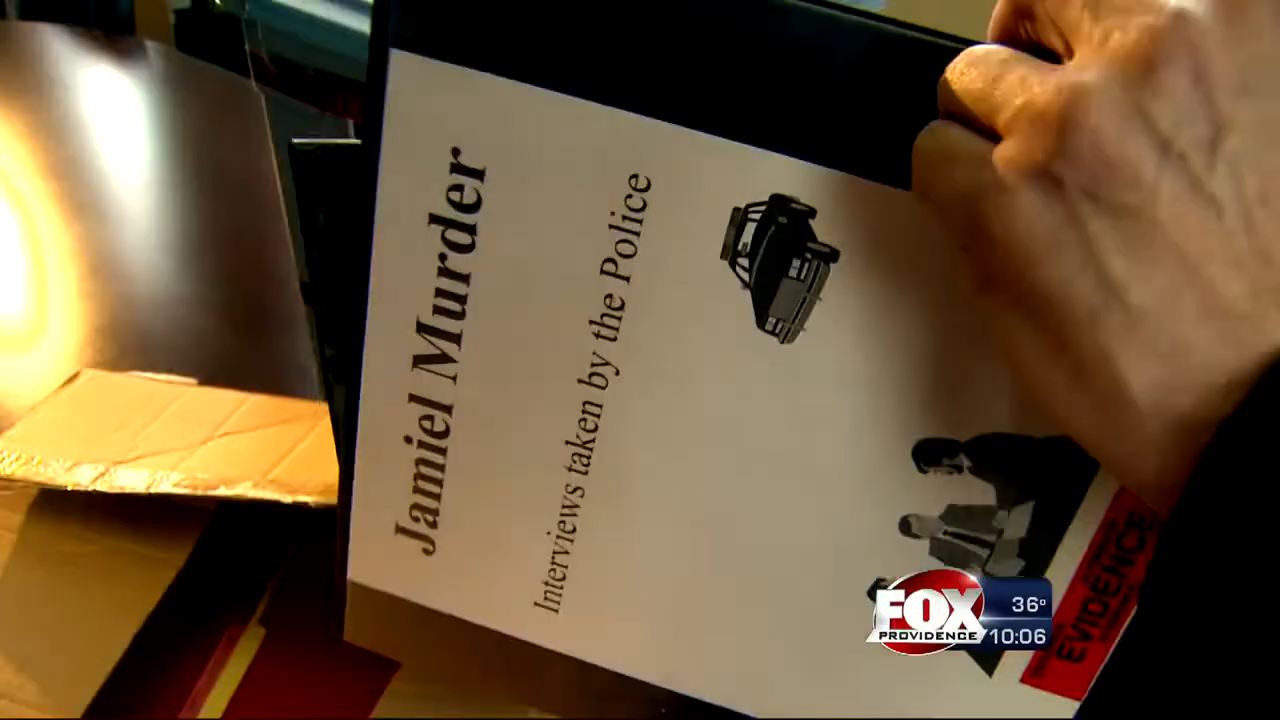 Jamiel Murder
Interviews taken by the Police
EVIDENCE
FOX
PROVIDENCE
36°
10:06